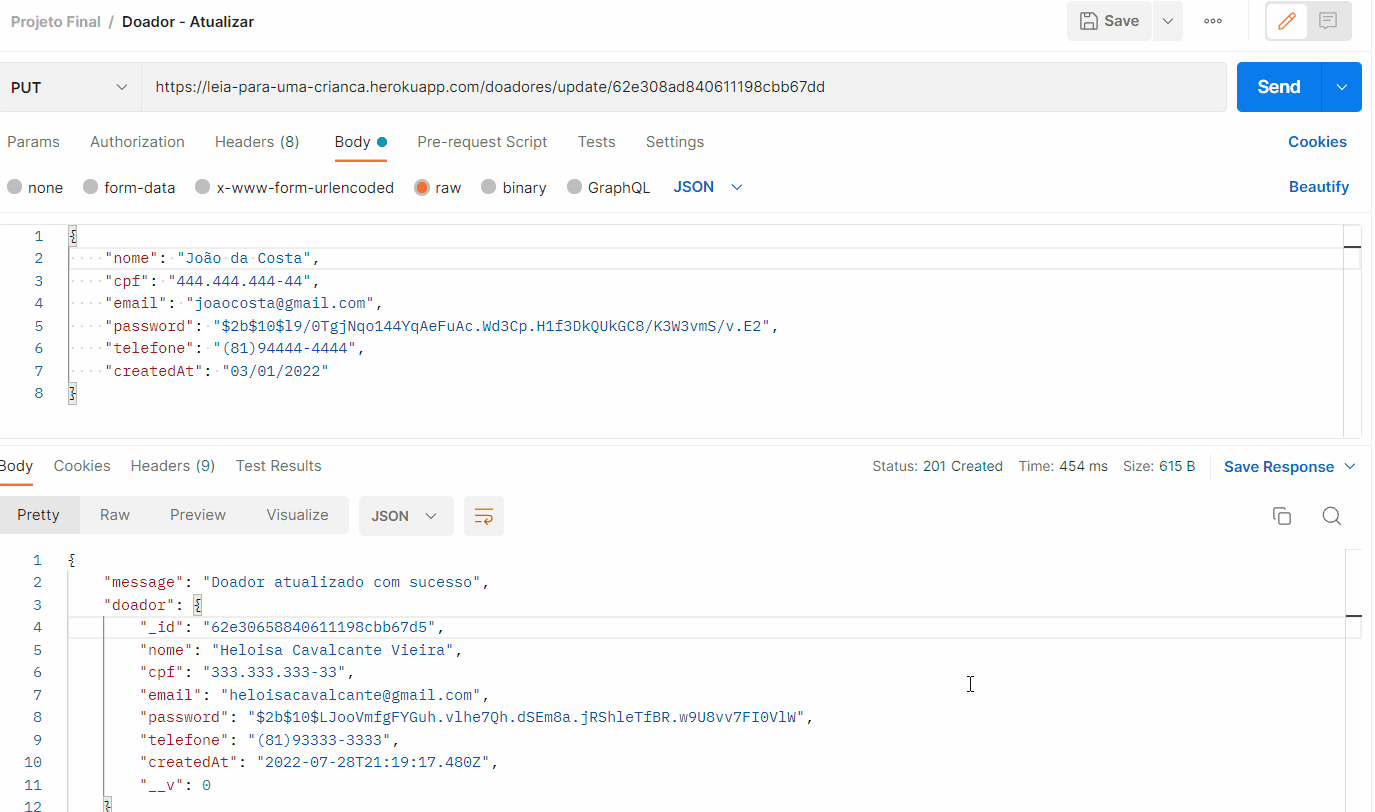 Projeto Final / Doador - Atualizar Save
PUT https://leia-para-uma-crianca.herokuapp.com/doadores/update/62e308ad840611198cbb67dd Send
Params Authorization Headers (8) Body Pre-request Script Tests Settings Cookies
none form-data x-www-form-urlencoded raw binary GraphQL JSON Beautify
1 {
2 "nome": "João da Costa",
3 "cpf": "444.444.444-44",
4 "email": "joaocosta@gmail.com",
5 "password": "$2b$10$l9/0TgjNqo144YqAeFuAc.Wd3Cp.H1f3DkQUkGC8/K3W3vmS/v.E2",
6 "telefone": "(81)94444-4444",
7 "createdAt": "03/01/2022"
8 }
Body Cookies Headers (9) Test Results Status: 201 Created Time: 454 ms Size: 615 B Save Response
Pretty Raw Preview Visualize JSON
1 {
2 "message": "Doador atualizado com sucesso",
3 "doador": {
4 "_id": "62e30658840611198cbb67d5",
5 "nome": "Heloisa Cavalcante Vieira",
6 "cpf": "333.333.333-33",
7 "email": "heloisacavalcante@gmail.com",
8 "password": "$2b$10$LJooVmfgFYGuh.vlhe7Qh.dSEm8a.jRShleTfBR.w9U8vv7FI0VlW",
9 "telefone": "(81)93333-3333",
10 "createdAt": "2022-07-28T21:19:17.480Z",
11 "__v": 0
12 }